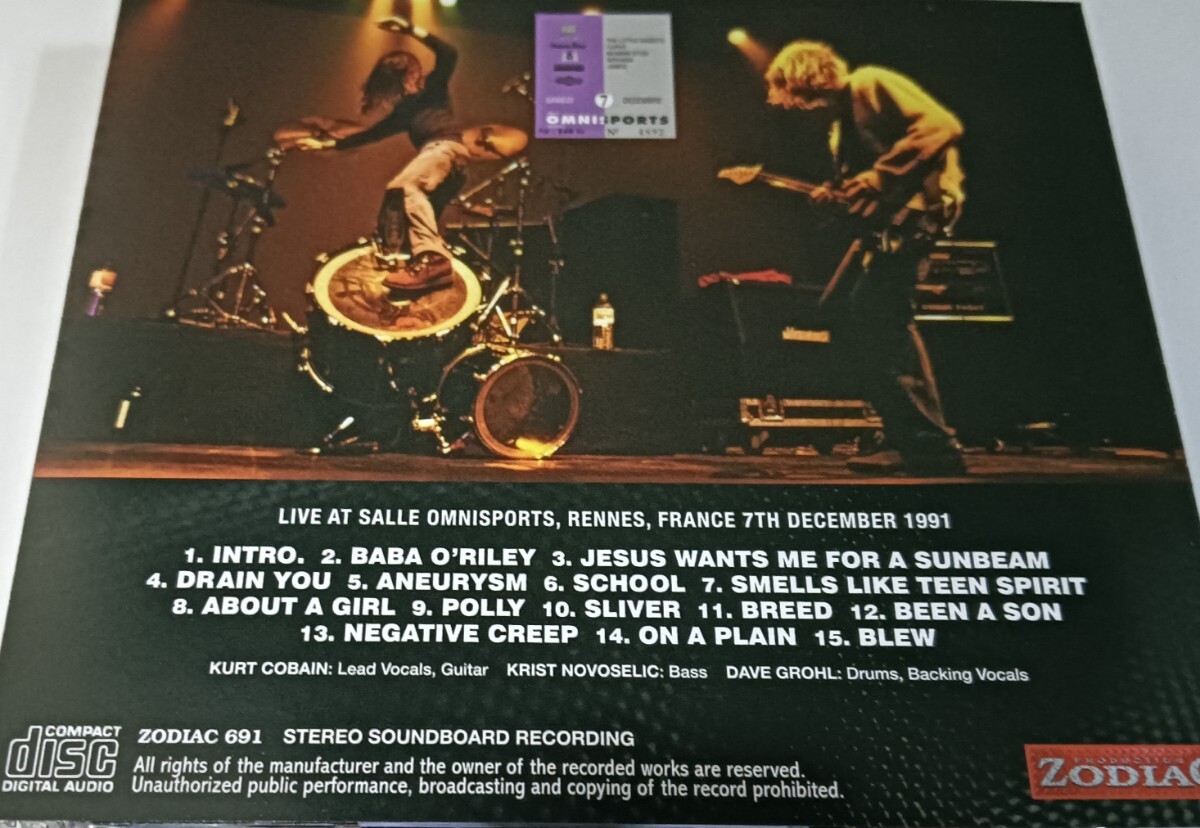 SAMEDI 7 DECEMBRE
OMNISPORTS
N°
LIVE AT SALLE OMNISPORTS, RENNES, FRANCE 7TH DECEMBER 1991
1. INTRO. 2. BABA O'RILEY 3. JESUS WANTS ME FOR A SUNBEAM
4. DRAIN YOU 5. ANEURYSM 6. SCHOOL 7. SMELLS LIKE TEEN SPIRIT
8. ABOUT A GIRL 9. POLLY 10. SLIVER 11. BREED 12. BEEN A SON
13. NEGATIVE CREEP 14. ON A PLAIN 15. BLEW
KURT COBAIN: Lead Vocals, Guitar KRIST NOVOSELIC: Bass DAVE GROHL: Drums, Backing Vocals
COMPACT
disc
DIGITAL AUDIO
ZODIAC 691 STEREO SOUNDBOARD RECORDING
All rights of the manufacturer and the owner of the recorded works are reserved.
Unauthorized public performance, broadcasting and copying of the record prohibited.
PRODUCTION
ZODIAC